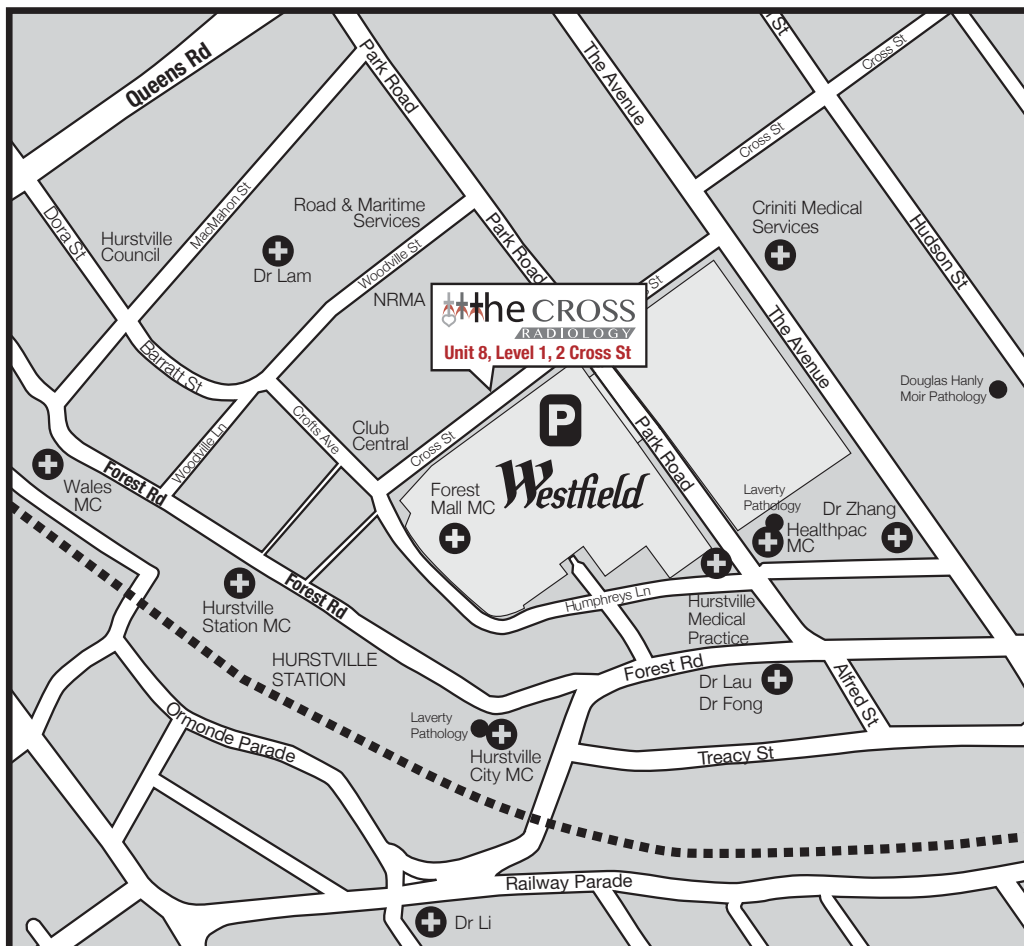 Queens Rd
Park Road
The Avenue
St
Cross St
Cross St
Dora St
Hurstville
Council
MacMahon St
Road & Maritime
Services
Dr Lam
Woodville St
Park Road
Criniti Medical
Services
Hudson St
NRMA
St
the CROSS
RADIOLOGY
Unit 8, Level 1, 2 Cross St
The Avenue
Barratt St
Woodville Ln
Crofts Ave
Club
Central
Cross St
P
Westfield
Park Road
Douglas Hanly
Moir Pathology
Wales
MC
Forest Rd
Forest
Mall MC
Laverty
Pathology
Healthpac
MC
Dr Zhang
Hurstville
Station MC
Forest Rd
Humphreys Ln
Hurstville
Medical
Practice
HURSTVILLE
STATION
Forest Rd
Dr Lau
Dr Fong
Alfred St
Ormonde Parade
Laverty
Pathology
Hurstville
City MC
Treacy St
Railway Parade
Dr Li